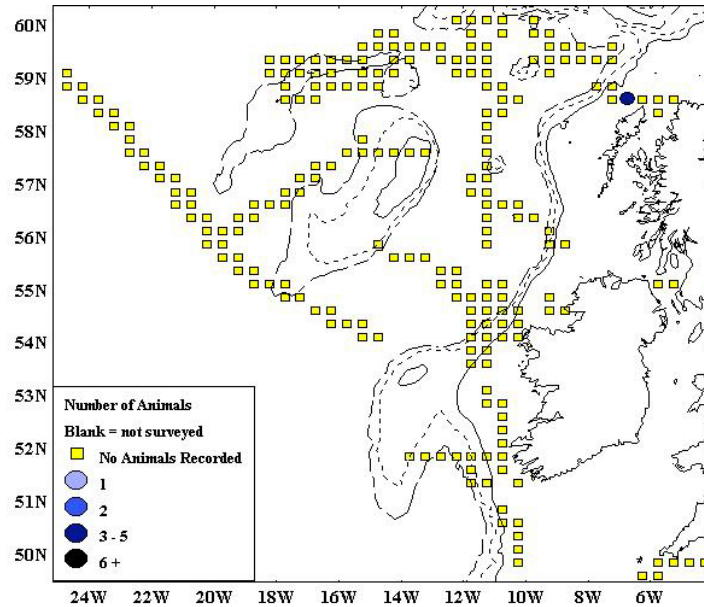 60N
59N
58N
57N
56N
55N
54N
53N
52N
51N
50N
Number of Animals
Blank = not surveyed
No Animals Recorded
1
2
3 - 5
6 +
24W 22W 20W 18W 16W 14W 12W 10W 8W 6W